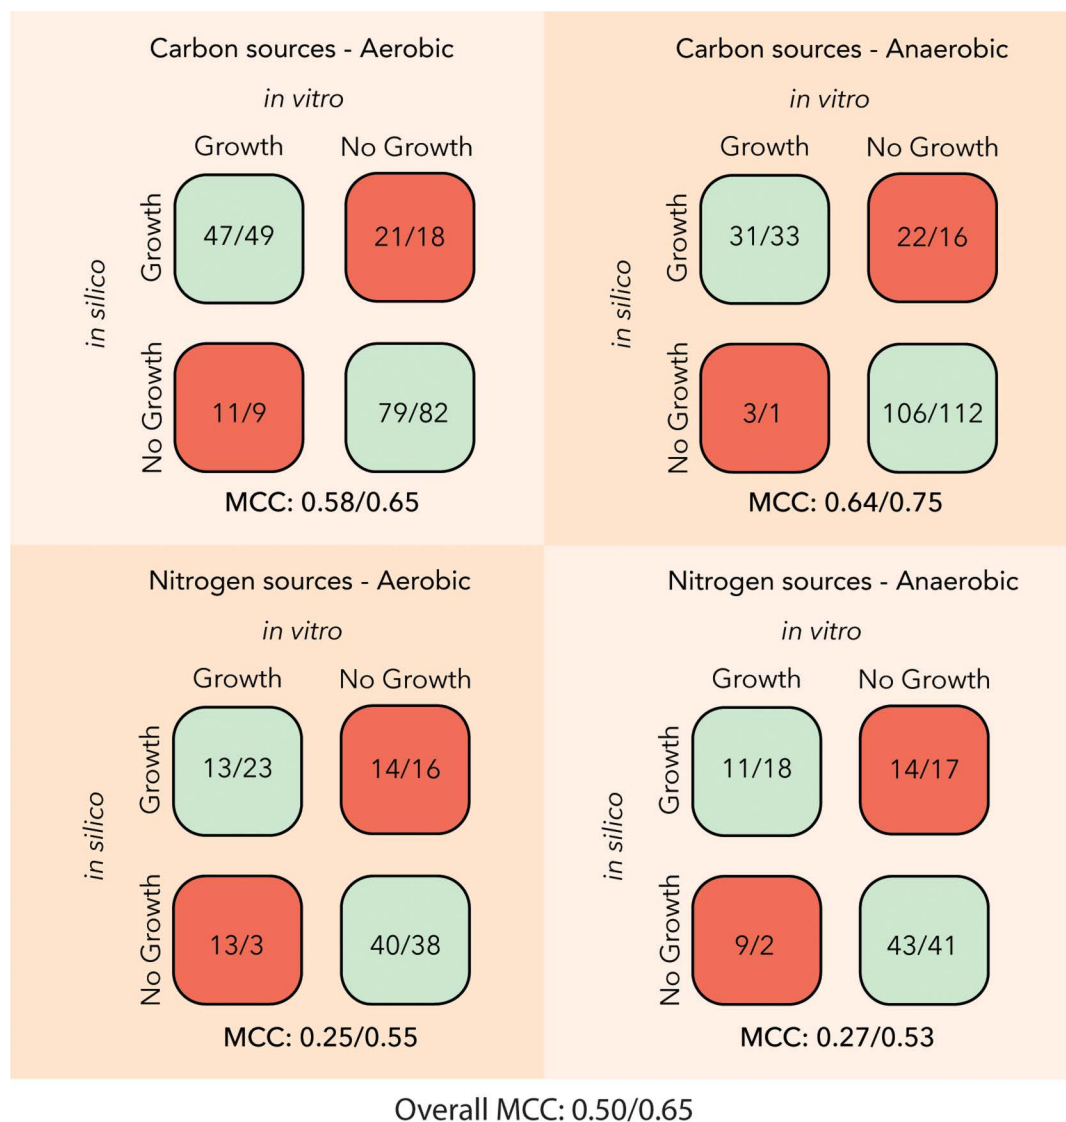 Carbon sources - Aerobic
in vitro
Growth No Growth
in silico
Growth
47/49 21/18
No Growth
11/9 79/82
MCC: 0.58/0.65
Carbon sources - Anaerobic
in vitro
Growth No Growth
in silico
Growth
31/33 22/16
No Growth
3/1 106/112
MCC: 0.64/0.75
Nitrogen sources - Aerobic
in vitro
Growth No Growth
in silico
Growth
13/23 14/16
No Growth
13/3 40/38
MCC: 0.25/0.55
Nitrogen sources - Anaerobic
in vitro
Growth No Growth
in silico
Growth
11/18 14/17
No Growth
9/2 43/41
MCC: 0.27/0.53
Overall MCC: 0.50/0.65